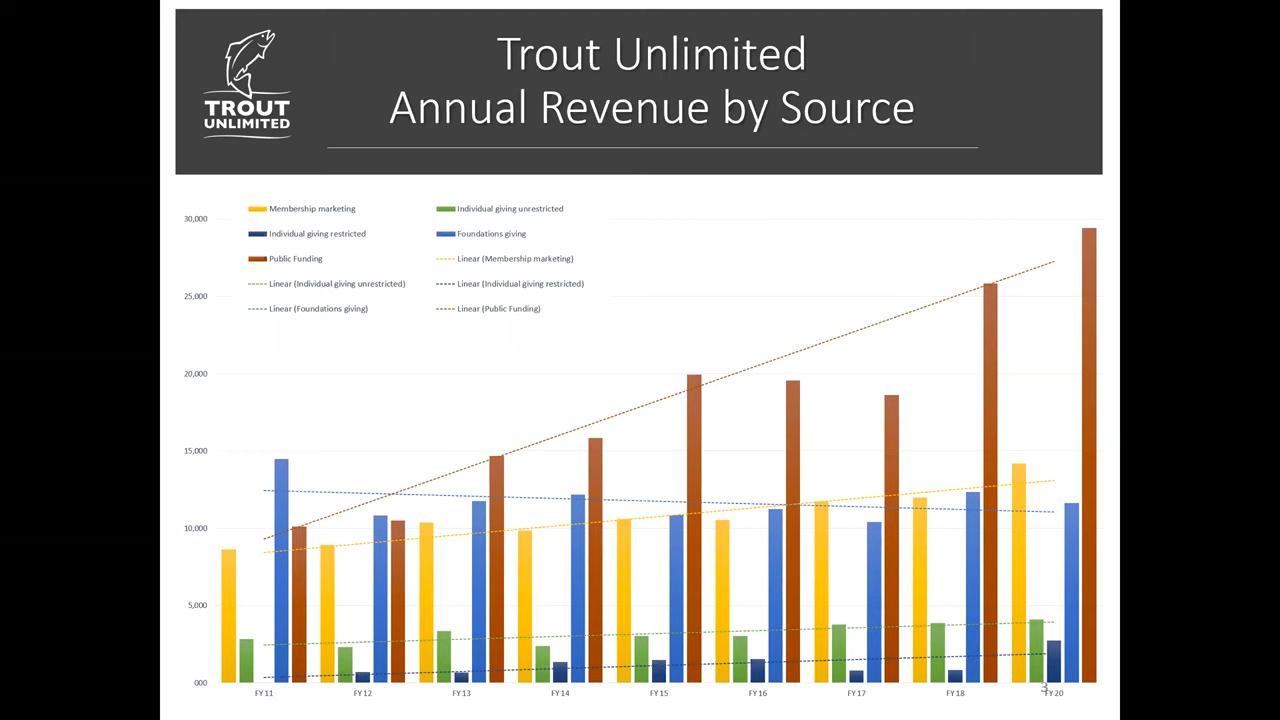 Trout Unlimited
Annual Revenue by Source
TROUT
UNLIMITED
Membership marketing
Individual giving unrestricted
Individual giving restricted
Foundations giving
Public Funding
Linear (Membership marketing)
Linear (Individual giving unrestricted)
Linear (Individual giving restricted)
Linear (Foundations giving)
Linear (Public Funding)
30,000
25,000
20,000
15,000
10,000
5,000
000
FY 11
FY 12
FY 13
FY 14
FY 15
FY 16
FY 17
FY 18
FY 20
3